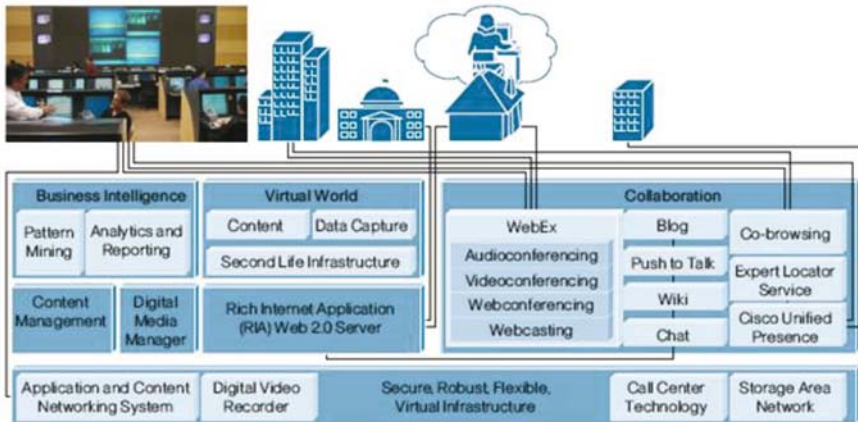 Business Intelligence
Pattern
Mining
Analytics and
Reporting
Virtual World
Content
Data Capture
Second Life Infrastructure
Collaboration
WebEx
Audioconferencing
Videoconferencing
Webconferencing
Webcasting
Blog
Push to Talk
Wiki
Chat
Co-browsing
Expert Locator
Service
Cisco Unified
Presence
Content
Management
Digital
Media
Manager
Rich Internet Application
(RIA) Web 2.0 Server
Application and Content
Networking System
Digital Video
Recorder
Secure, Robust, Flexible,
Virtual Infrastructure
Call Center
Technology
Storage Area
Network